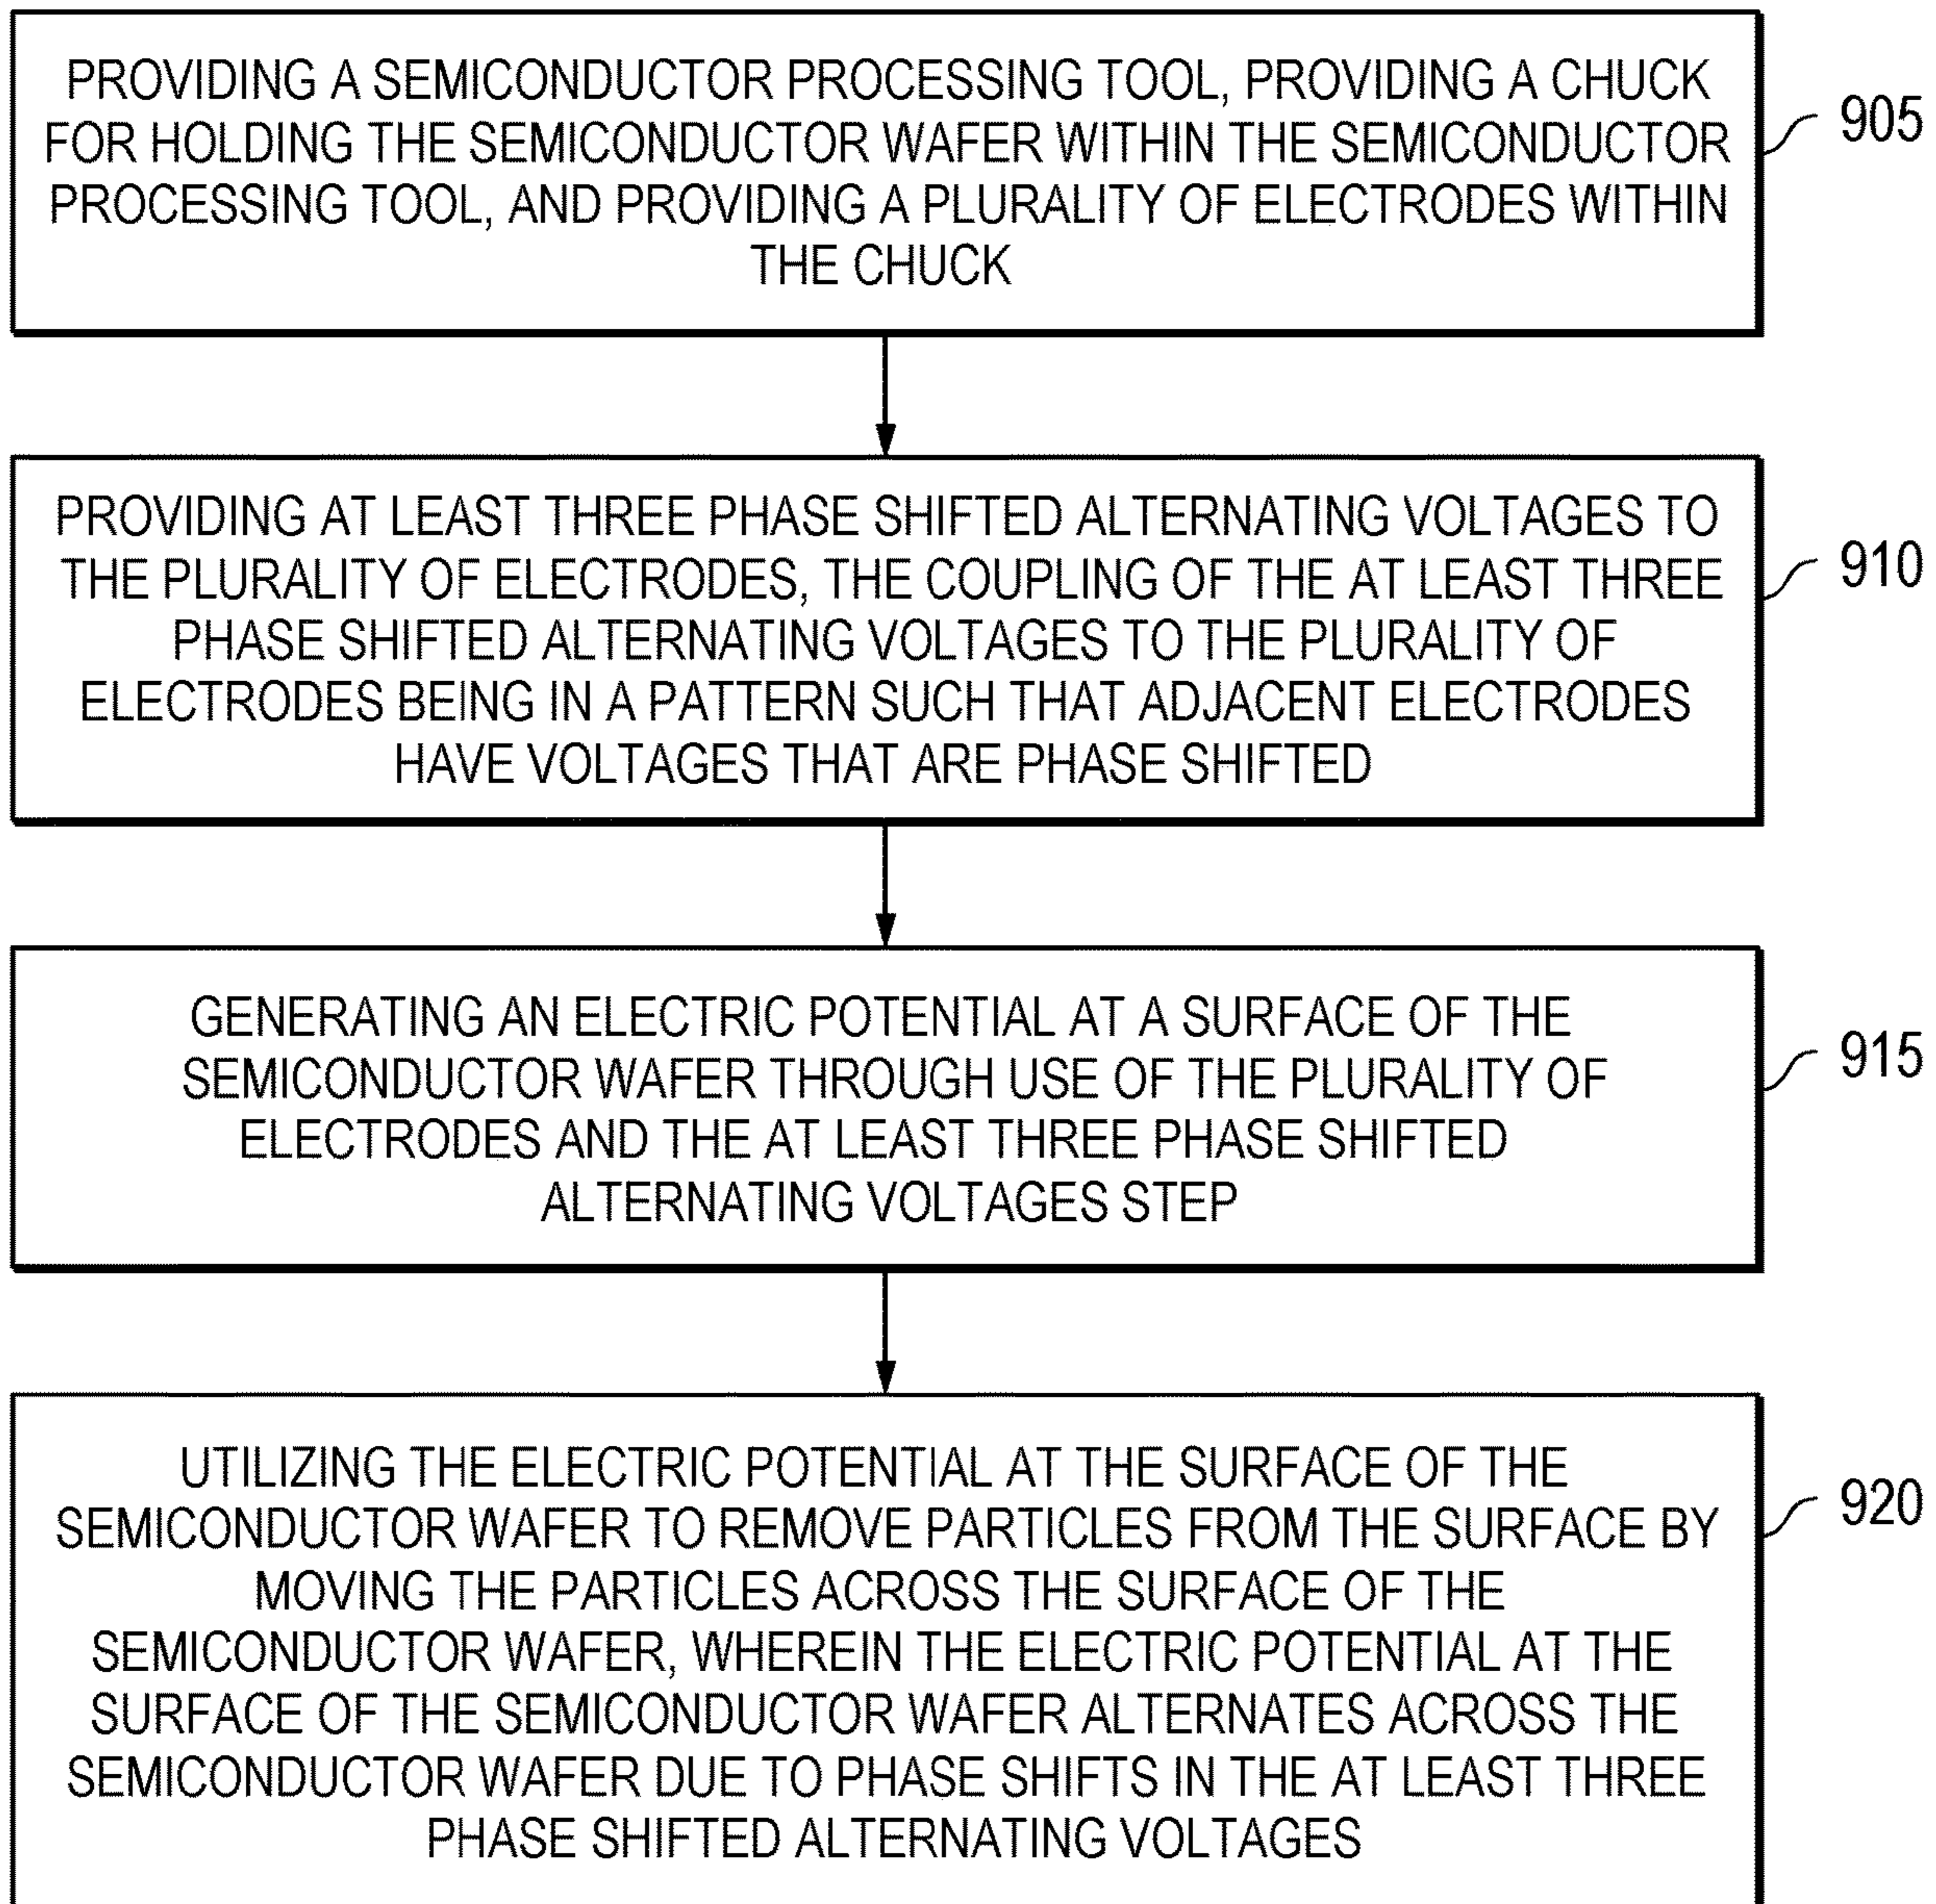 PROVIDING A SEMICONDUCTOR PROCESSING TOOL, PROVIDING A CHUCK
FOR HOLDING THE SEMICONDUCTOR WAFER WITHIN THE SEMICONDUCTOR
PROCESSING TOOL, AND PROVIDING A PLURALITY OF ELECTRODES WITHIN
THE CHUCK
905
PROVIDING AT LEAST THREE PHASE SHIFTED ALTERNATING VOLTAGES TO
THE PLURALITY OF ELECTRODES, THE COUPLING OF THE AT LEAST THREE
PHASE SHIFTED ALTERNATING VOLTAGES TO THE PLURALITY OF
ELECTRODES BEING IN A PATTERN SUCH THAT ADJACENT ELECTRODES
HAVE VOLTAGES THAT ARE PHASE SHIFTED
910
GENERATING AN ELECTRIC POTENTIAL AT A SURFACE OF THE
SEMICONDUCTOR WAFER THROUGH USE OF THE PLURALITY OF
ELECTRODES AND THE AT LEAST THREE PHASE SHIFTED
ALTERNATING VOLTAGES STEP
915
UTILIZING THE ELECTRIC POTENTIAL AT THE SURFACE OF THE
SEMICONDUCTOR WAFER TO REMOVE PARTICLES FROM THE SURFACE BY
MOVING THE PARTICLES ACROSS THE SURFACE OF THE
SEMICONDUCTOR WAFER, WHEREIN THE ELECTRIC POTENTIAL AT THE
SURFACE OF THE SEMICONDUCTOR WAFER ALTERNATES ACROSS THE
SEMICONDUCTOR WAFER DUE TO PHASE SHIFTS IN THE AT LEAST THREE
PHASE SHIFTED ALTERNATING VOLTAGES
920